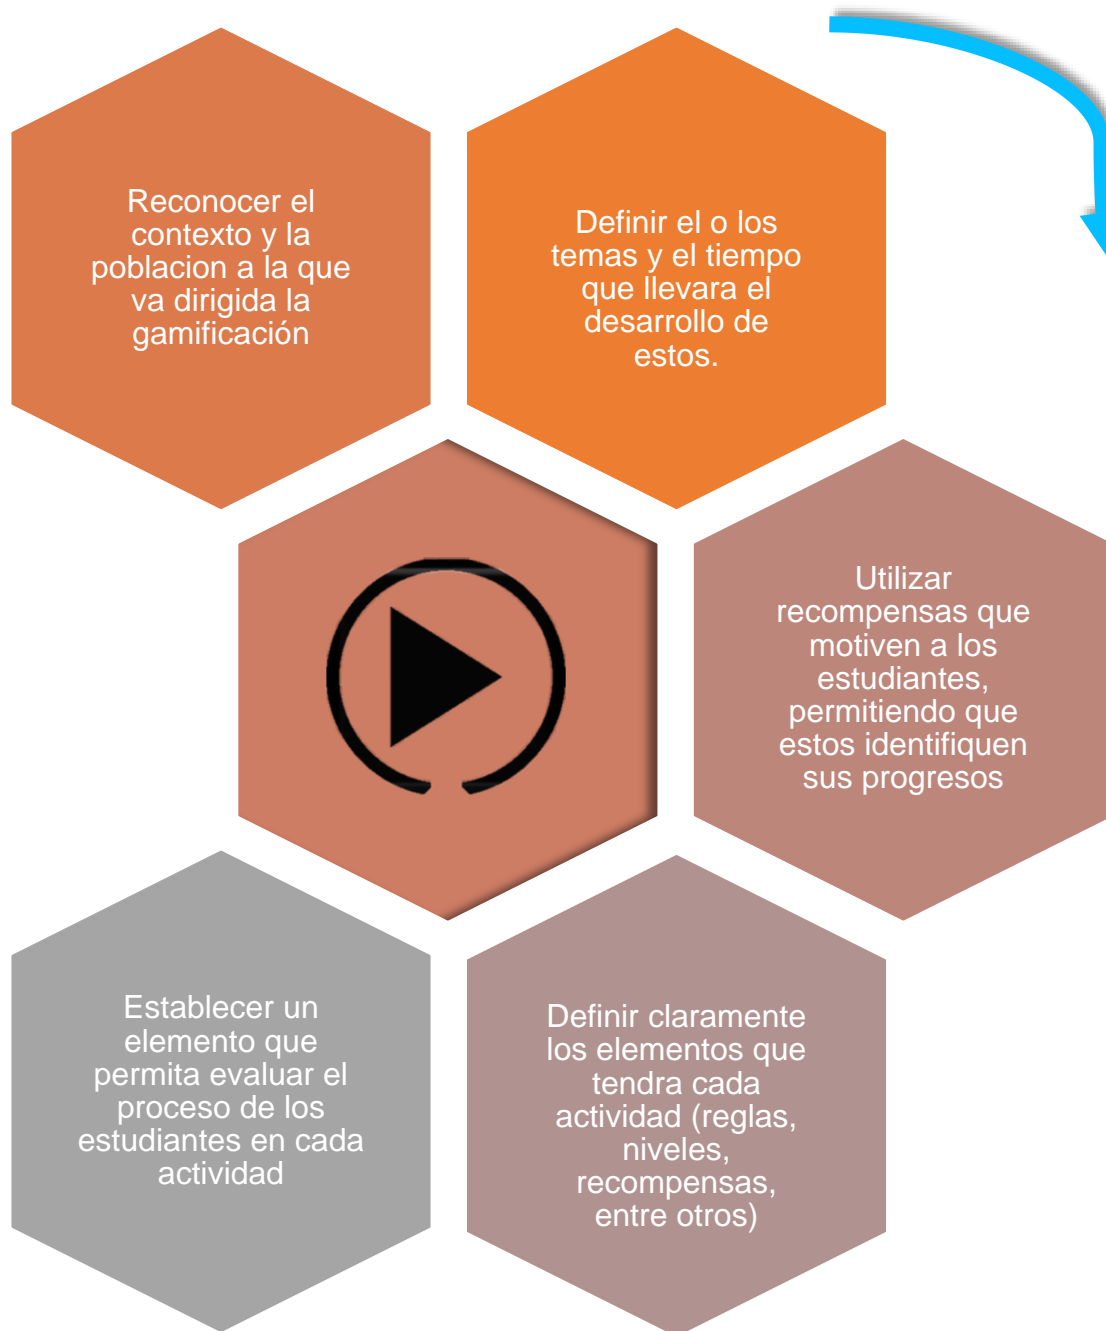 Reconocer el
contexto y la
poblacion a la que
va dirigida la
gamificación
Definir el o los
temas y el tiempo
que llevara el
desarrollo de
estos.
Utilizar
recompensas que
motiven a los
estudiantes,
permitiendo que
estos identifiquen
sus progresos
Establecer un
elemento que
permita evaluar el
proceso de los
estudiantes en cada
actividad
Definir claramente
los elementos que
tendra cada
actividad (reglas,
niveles,
recompensas,
entre otros)